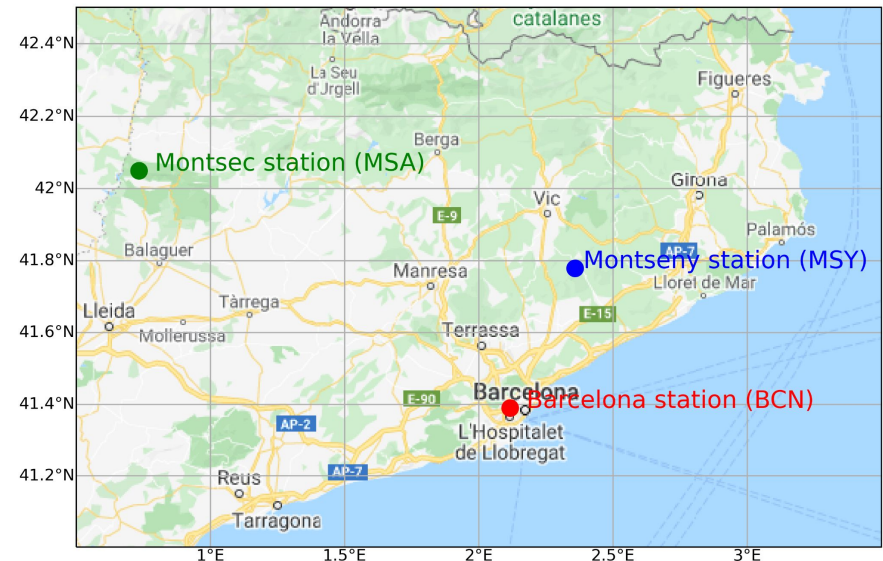 Andorra
la Vella
catalanes
42.4°N
La Seu
d'Urgell
Figueres
42.2°N
Berga
Montsec station (MSA)
42°N
Girona
Vic
E-9
Palamós
41.8°N
Balaguer
AP-7
Montseny station (MSY)
Manresa
Lloret de Mar
Lleida
Tàrrega
E-15
41.6°N
Mollerussa
Terrassa
E-90
Barcelona
Barcelona station (BCN)
41.4°N
AP-2
L'Hospitalet
de Llobregat
41.2°N
Reus
AP-7
Tarragona
1°E
1.5°E
2°E
2.5°E
3°E